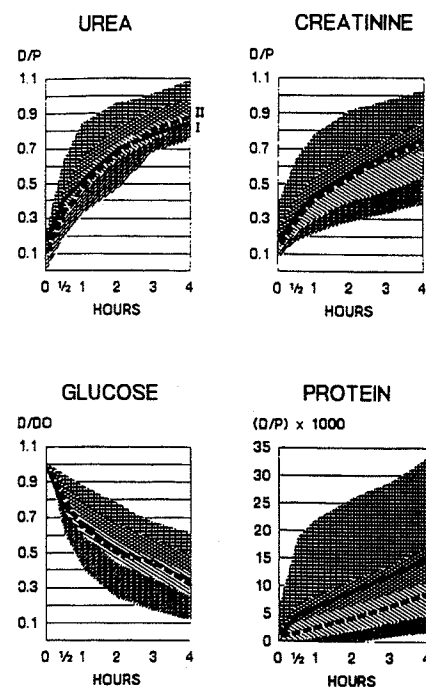 UREA
D/P
1.1
0.9
0.7
0.5
0.3
0.1
II
I
0 ½ 1 2 3 4
HOURS
CREATININE
D/P
1.1
0.9
0.7
0.5
0.3
0.1
0 ½ 1 2 3 4
HOURS
GLUCOSE
D/D0
1.1
0.9
0.7
0.5
0.3
0.1
0 ½ 1 2 3 4
HOURS
PROTEIN
(D/P) x 1000
35
30
25
20
15
10
5
0
0 ½ 1 2 3 4
HOURS